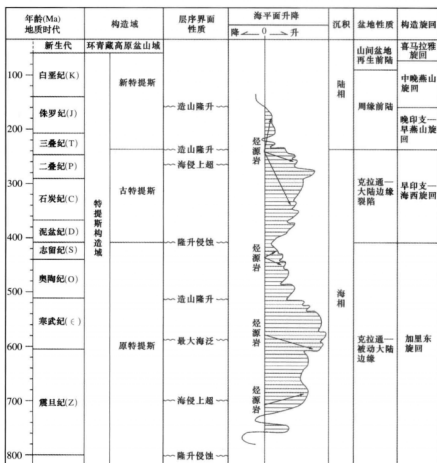 年龄(Ma)
地质时代
构造域
层序界面
性质
海平面升降
降 0 升
沉积
盆地性质
构造旋回
新生代
环青藏高原盆山域
山间盆地
再生前陆
喜马拉雅
旋回
100
白垩纪(K)
新特提斯
陆
相
周缘前陆
中晚燕山
旋回
侏罗纪(J)
造山隆升
晚印支—
早燕山旋
回
200
三叠纪(T)
造山隆升
烃
源
岩
二叠纪(P)
海侵上超
300
石炭纪(C)
特
提
斯
构
造
域
古特提斯
克拉通—
大陆边缘
裂陷
早印支—
海西旋回
泥盆纪(D)
400
隆升侵蚀
志留纪(S)
烃
源
岩
奥陶纪(O)
海
相
500
造山隆升
寒武纪(∈)
原特提斯
最大海泛
烃
源
岩
克拉通—
被动大陆
边缘
加里东
旋回
600
震旦纪(Z)
烃
源
岩
700
海侵上超
800
隆升侵蚀